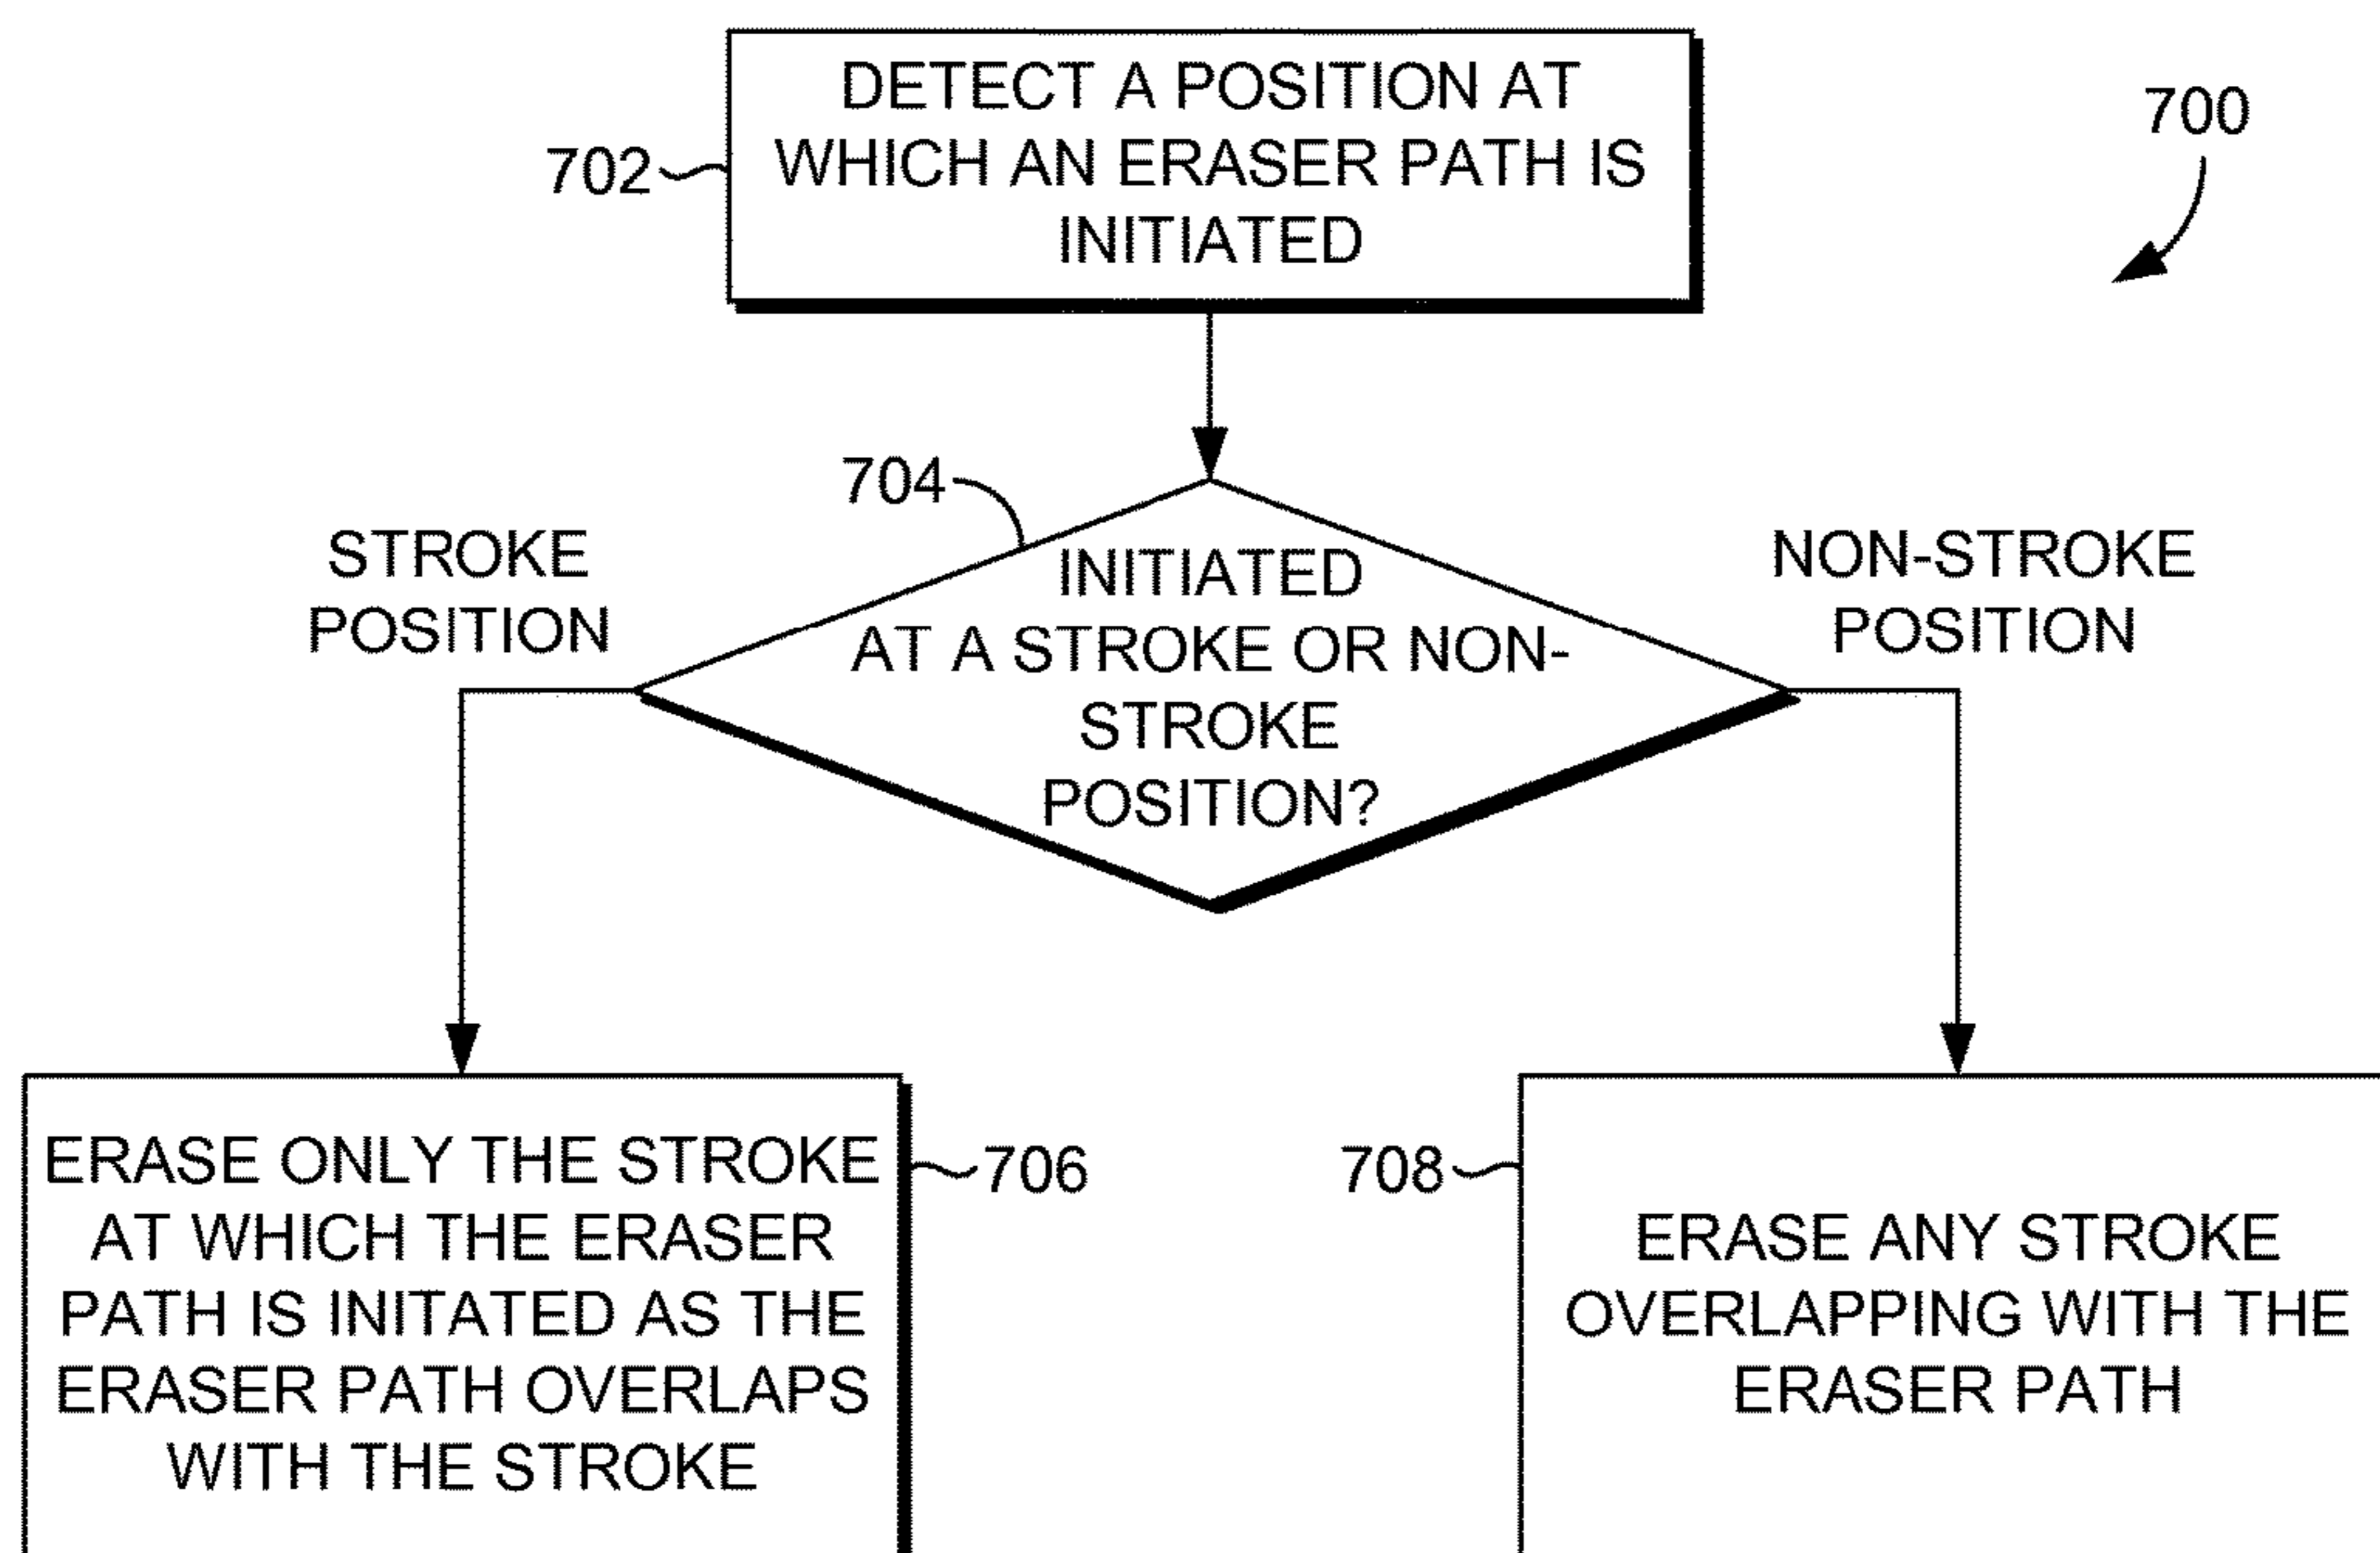 DETECT A POSITION AT
WHICH AN ERASER PATH IS
INITIATED
702
700
704
STROKE
POSITION
INITIATED
AT A STROKE OR NON-
STROKE
POSITION?
NON-STROKE
POSITION
ERASE ONLY THE STROKE
AT WHICH THE ERASER
PATH IS INITATED AS THE
ERASER PATH OVERLAPS
WITH THE STROKE
706
708
ERASE ANY STROKE
OVERLAPPING WITH THE
ERASER PATH